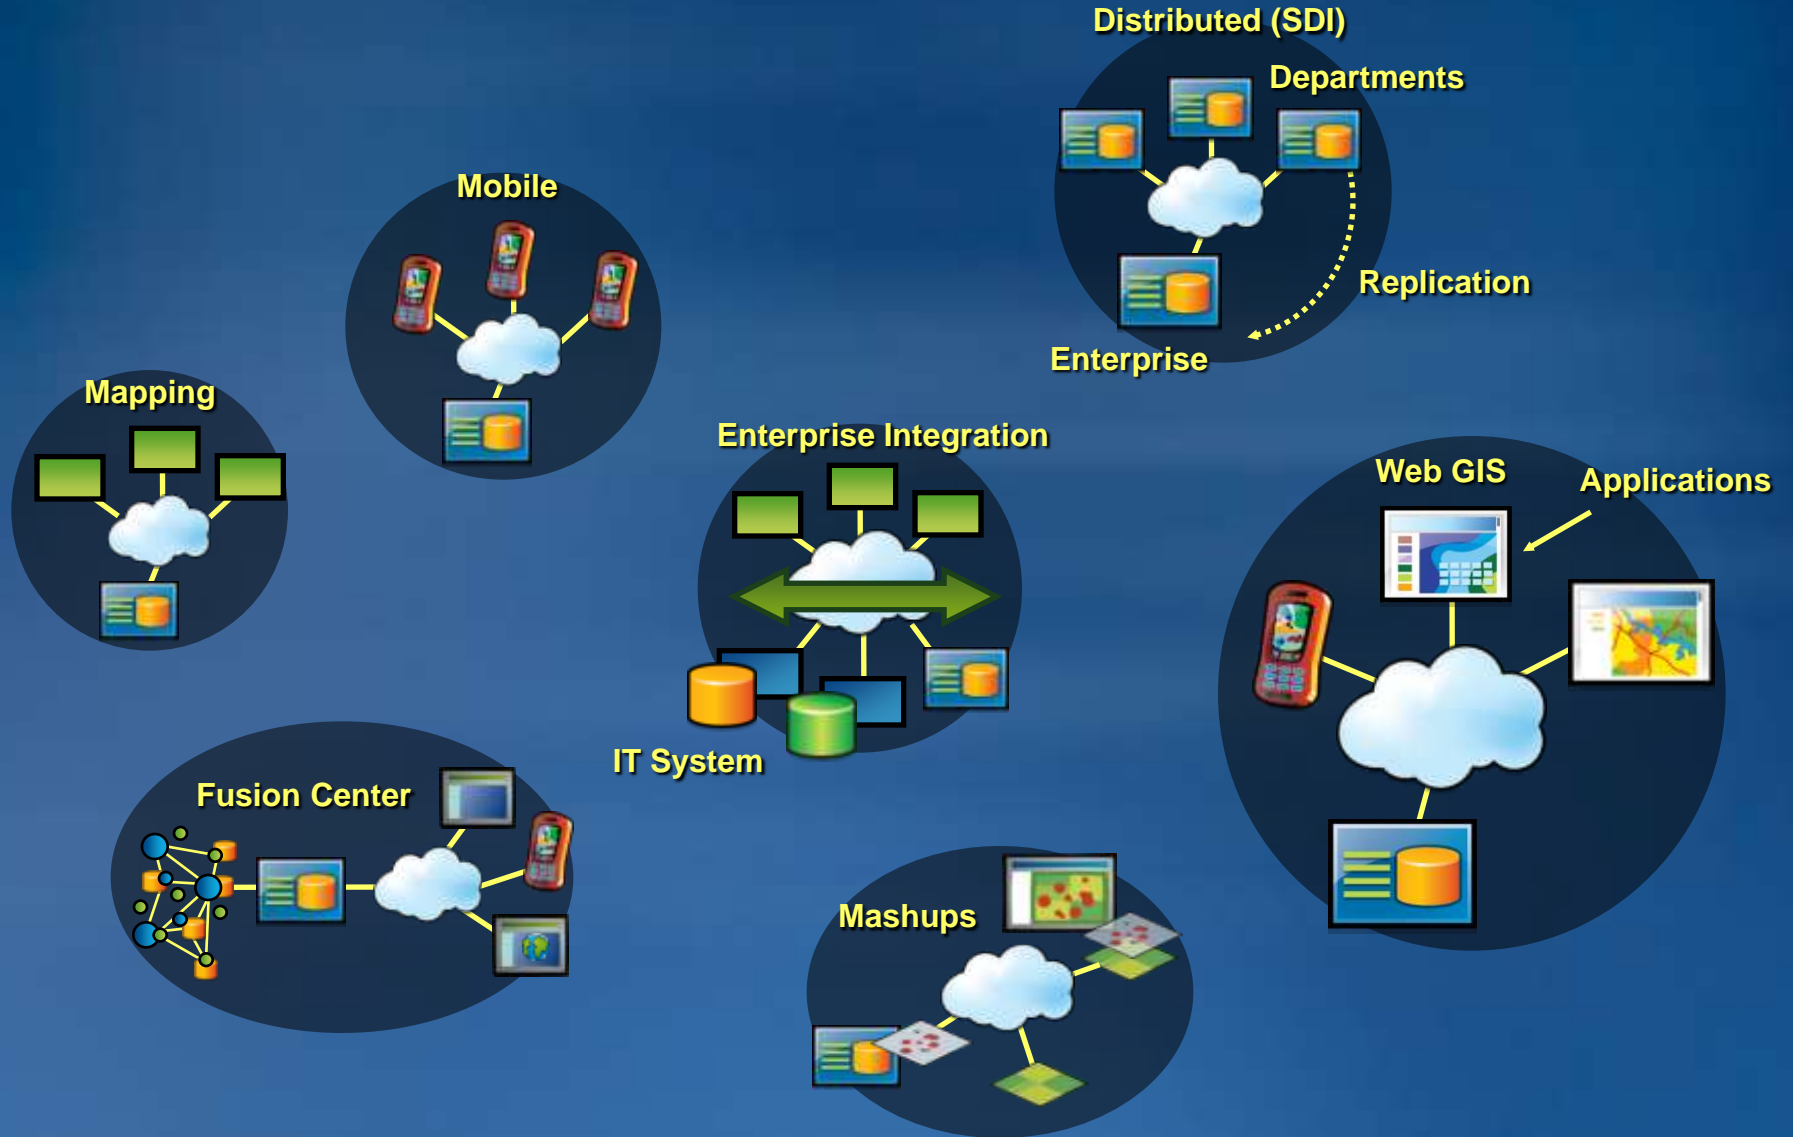 Distributed (SDI)
Departments
Mobile
Replication
Enterprise
Mapping
Enterprise Integration
Web GIS
Applications
IT System
Fusion Center
Mashups